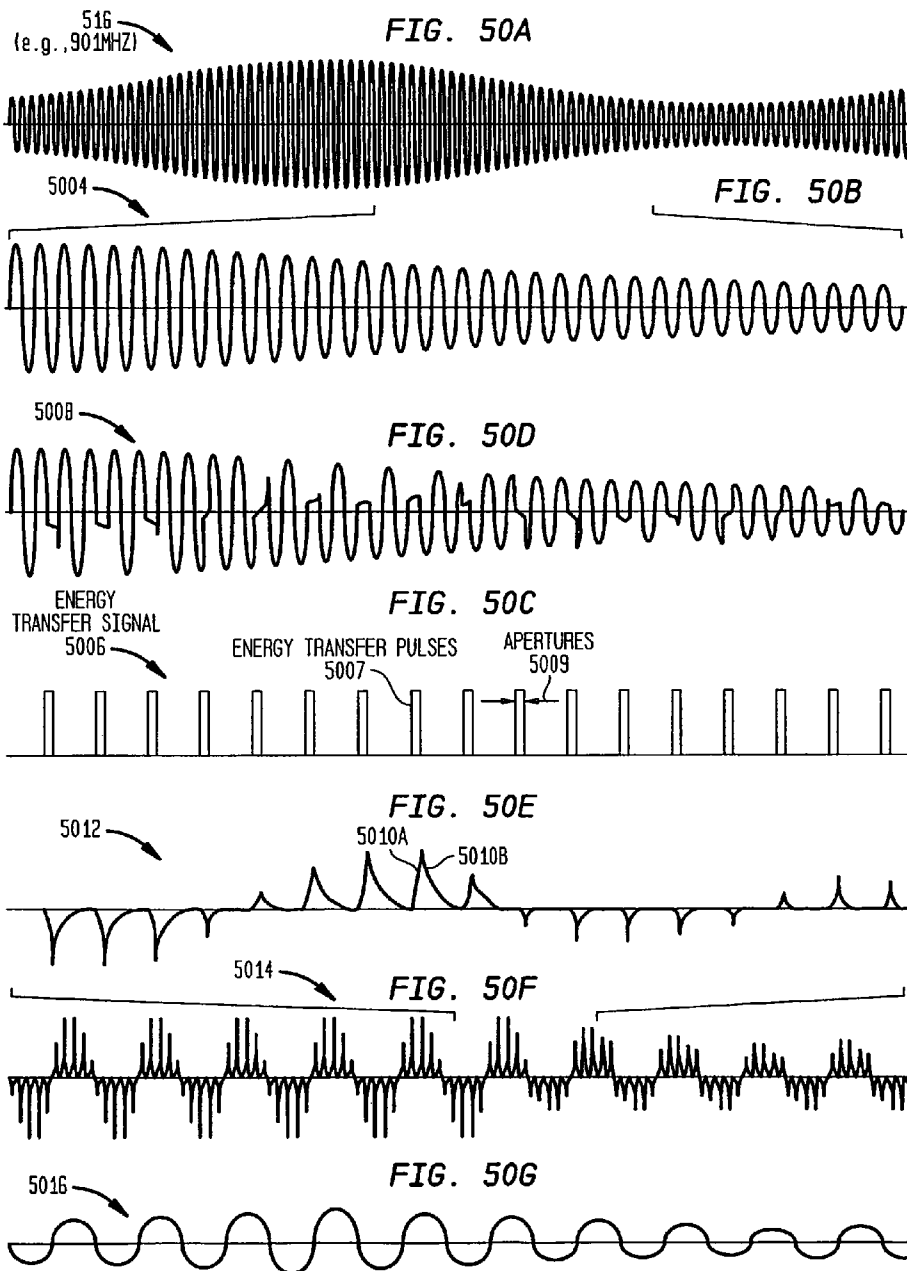 516
(e.g.,901MHZ)
FIG. 50A
5004
FIG. 50B
5008
FIG. 50D
FIG. 50C
ENERGY
TRANSFER SIGNAL
5006
ENERGY TRANSFER PULSES
5007
APERTURES
5009
FIG. 50E
5012
5010A
5010B
5014
FIG. 50F
FIG. 50G
5016